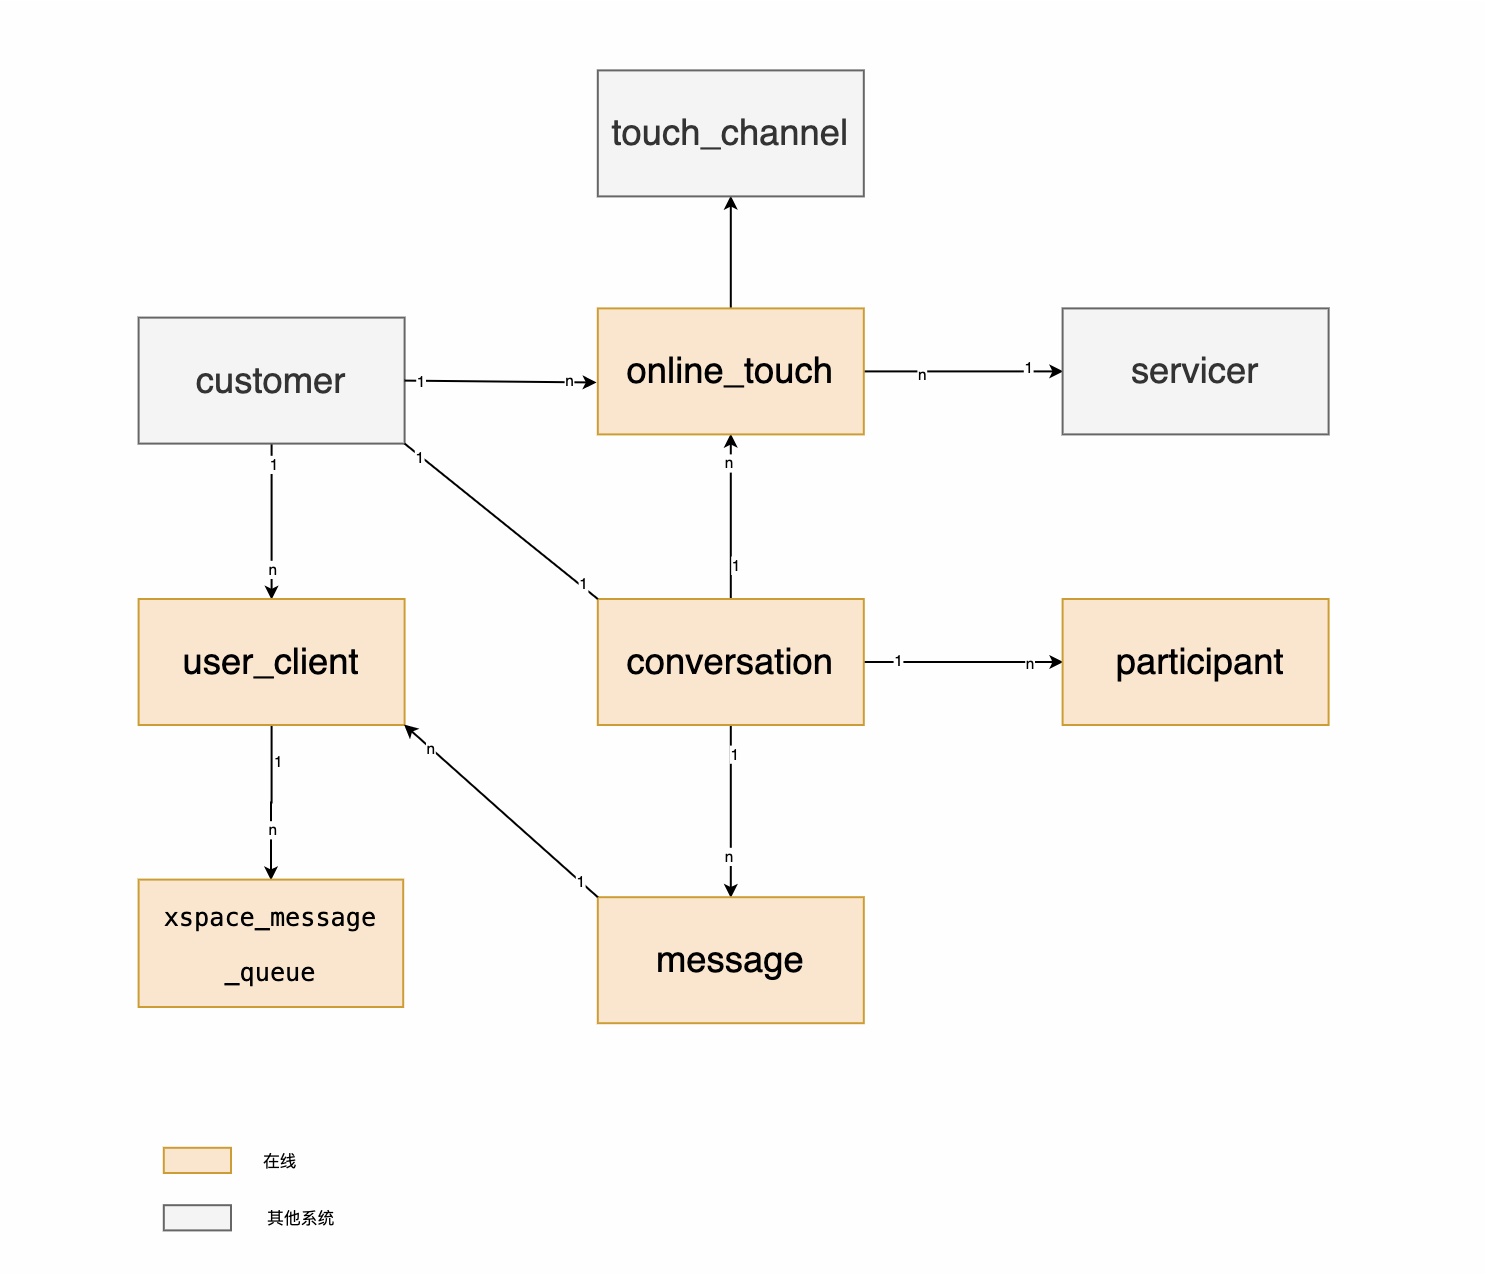 touch_channel
customer
online_touch
servicer
1
n
n
1
1
1
n
n
1
1
user_client
conversation
participant
1
n
1
1
n
n
n
1
xspace_message
_queue
message
在线
其他系统